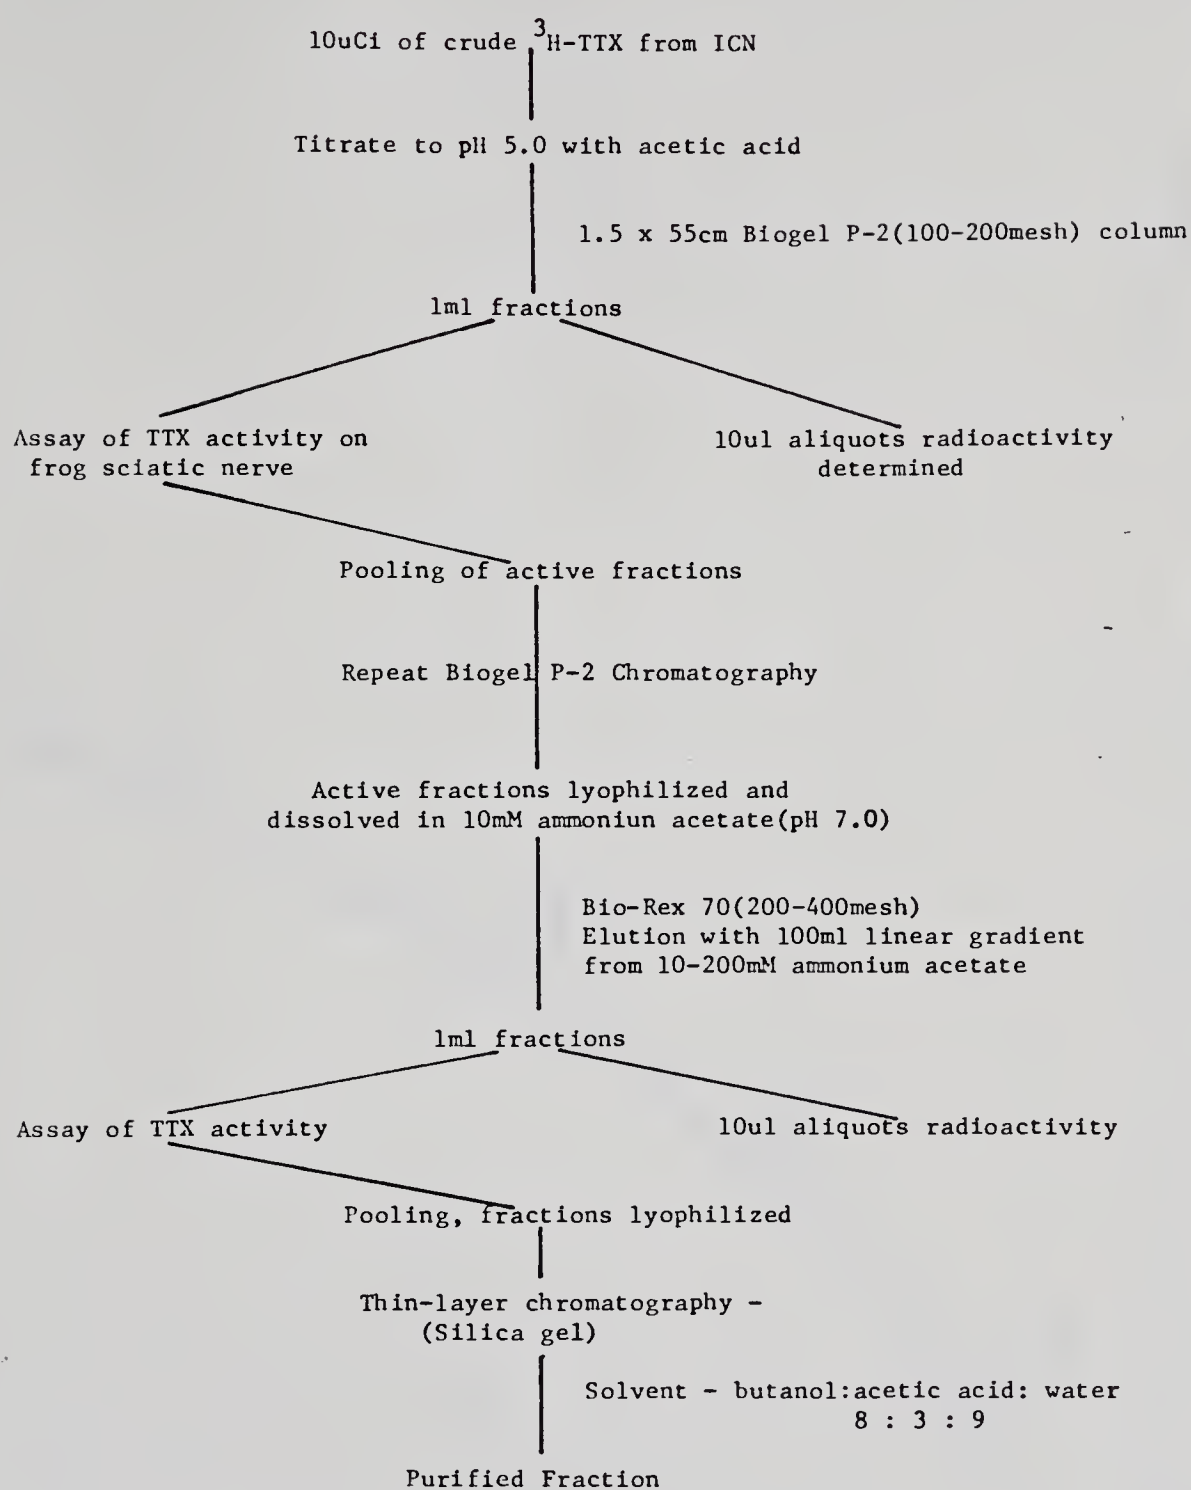 10uCi of crude ³H-TTX from ICN
Titrate to pH 5.0 with acetic acid
1.5 x 55cm Biogel P-2(100-200mesh) column
1ml fractions
Assay of TTX activity on
frog sciatic nerve
10ul aliquots radioactivity
determined
Pooling of active fractions
Repeat Biogel P-2 Chromatography
Active fractions lyophilized and
dissolved in 10mM ammoniun acetate(pH 7.0)
Bio-Rex 70(200-400mesh)
Elution with 100ml linear gradient
from 10-200mM ammonium acetate
1ml fractions
Assay of TTX activity
10ul aliquots radioactivity
Pooling, fractions lyophilized
Thin-layer chromatography -
(Silica gel)
Solvent - butanol:acetic acid: water
8 : 3 : 9
Purified Fraction